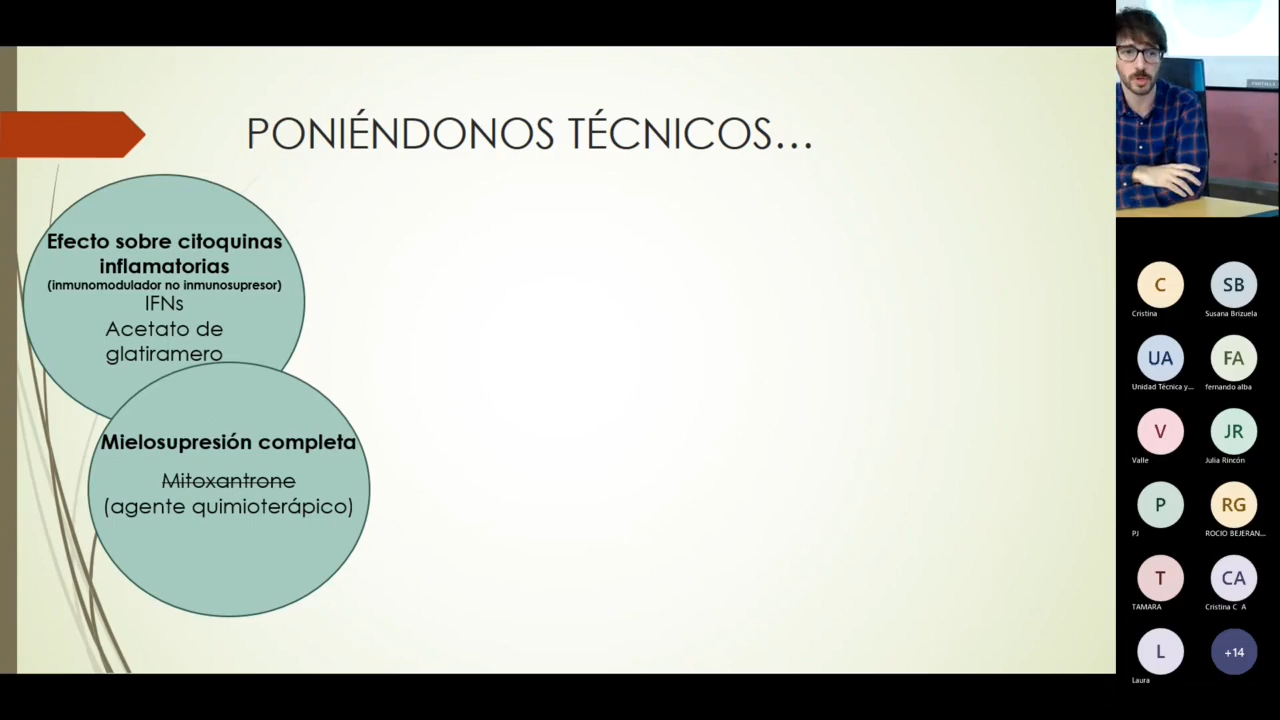 PONIÉNDONOS TÉCNICOS...
Efecto sobre citoquinas
inflamatorias
(inmunomodulador no inmunosupresor)
IFNs
Acetato de
glatiramero
Mielosupresión completa
Mitoxantrone
(agente quimioterápico)
PANTALLA
C
Cristina
SB
Susana Brizuela
UA
Unidad Técnica y...
FA
fernando alba
V
Valle
JR
Julia Rincón
P
PJ
RG
ROCIO BEJERAN...
T
TAMARA
CA
Cristina C A
L
Laura
+14